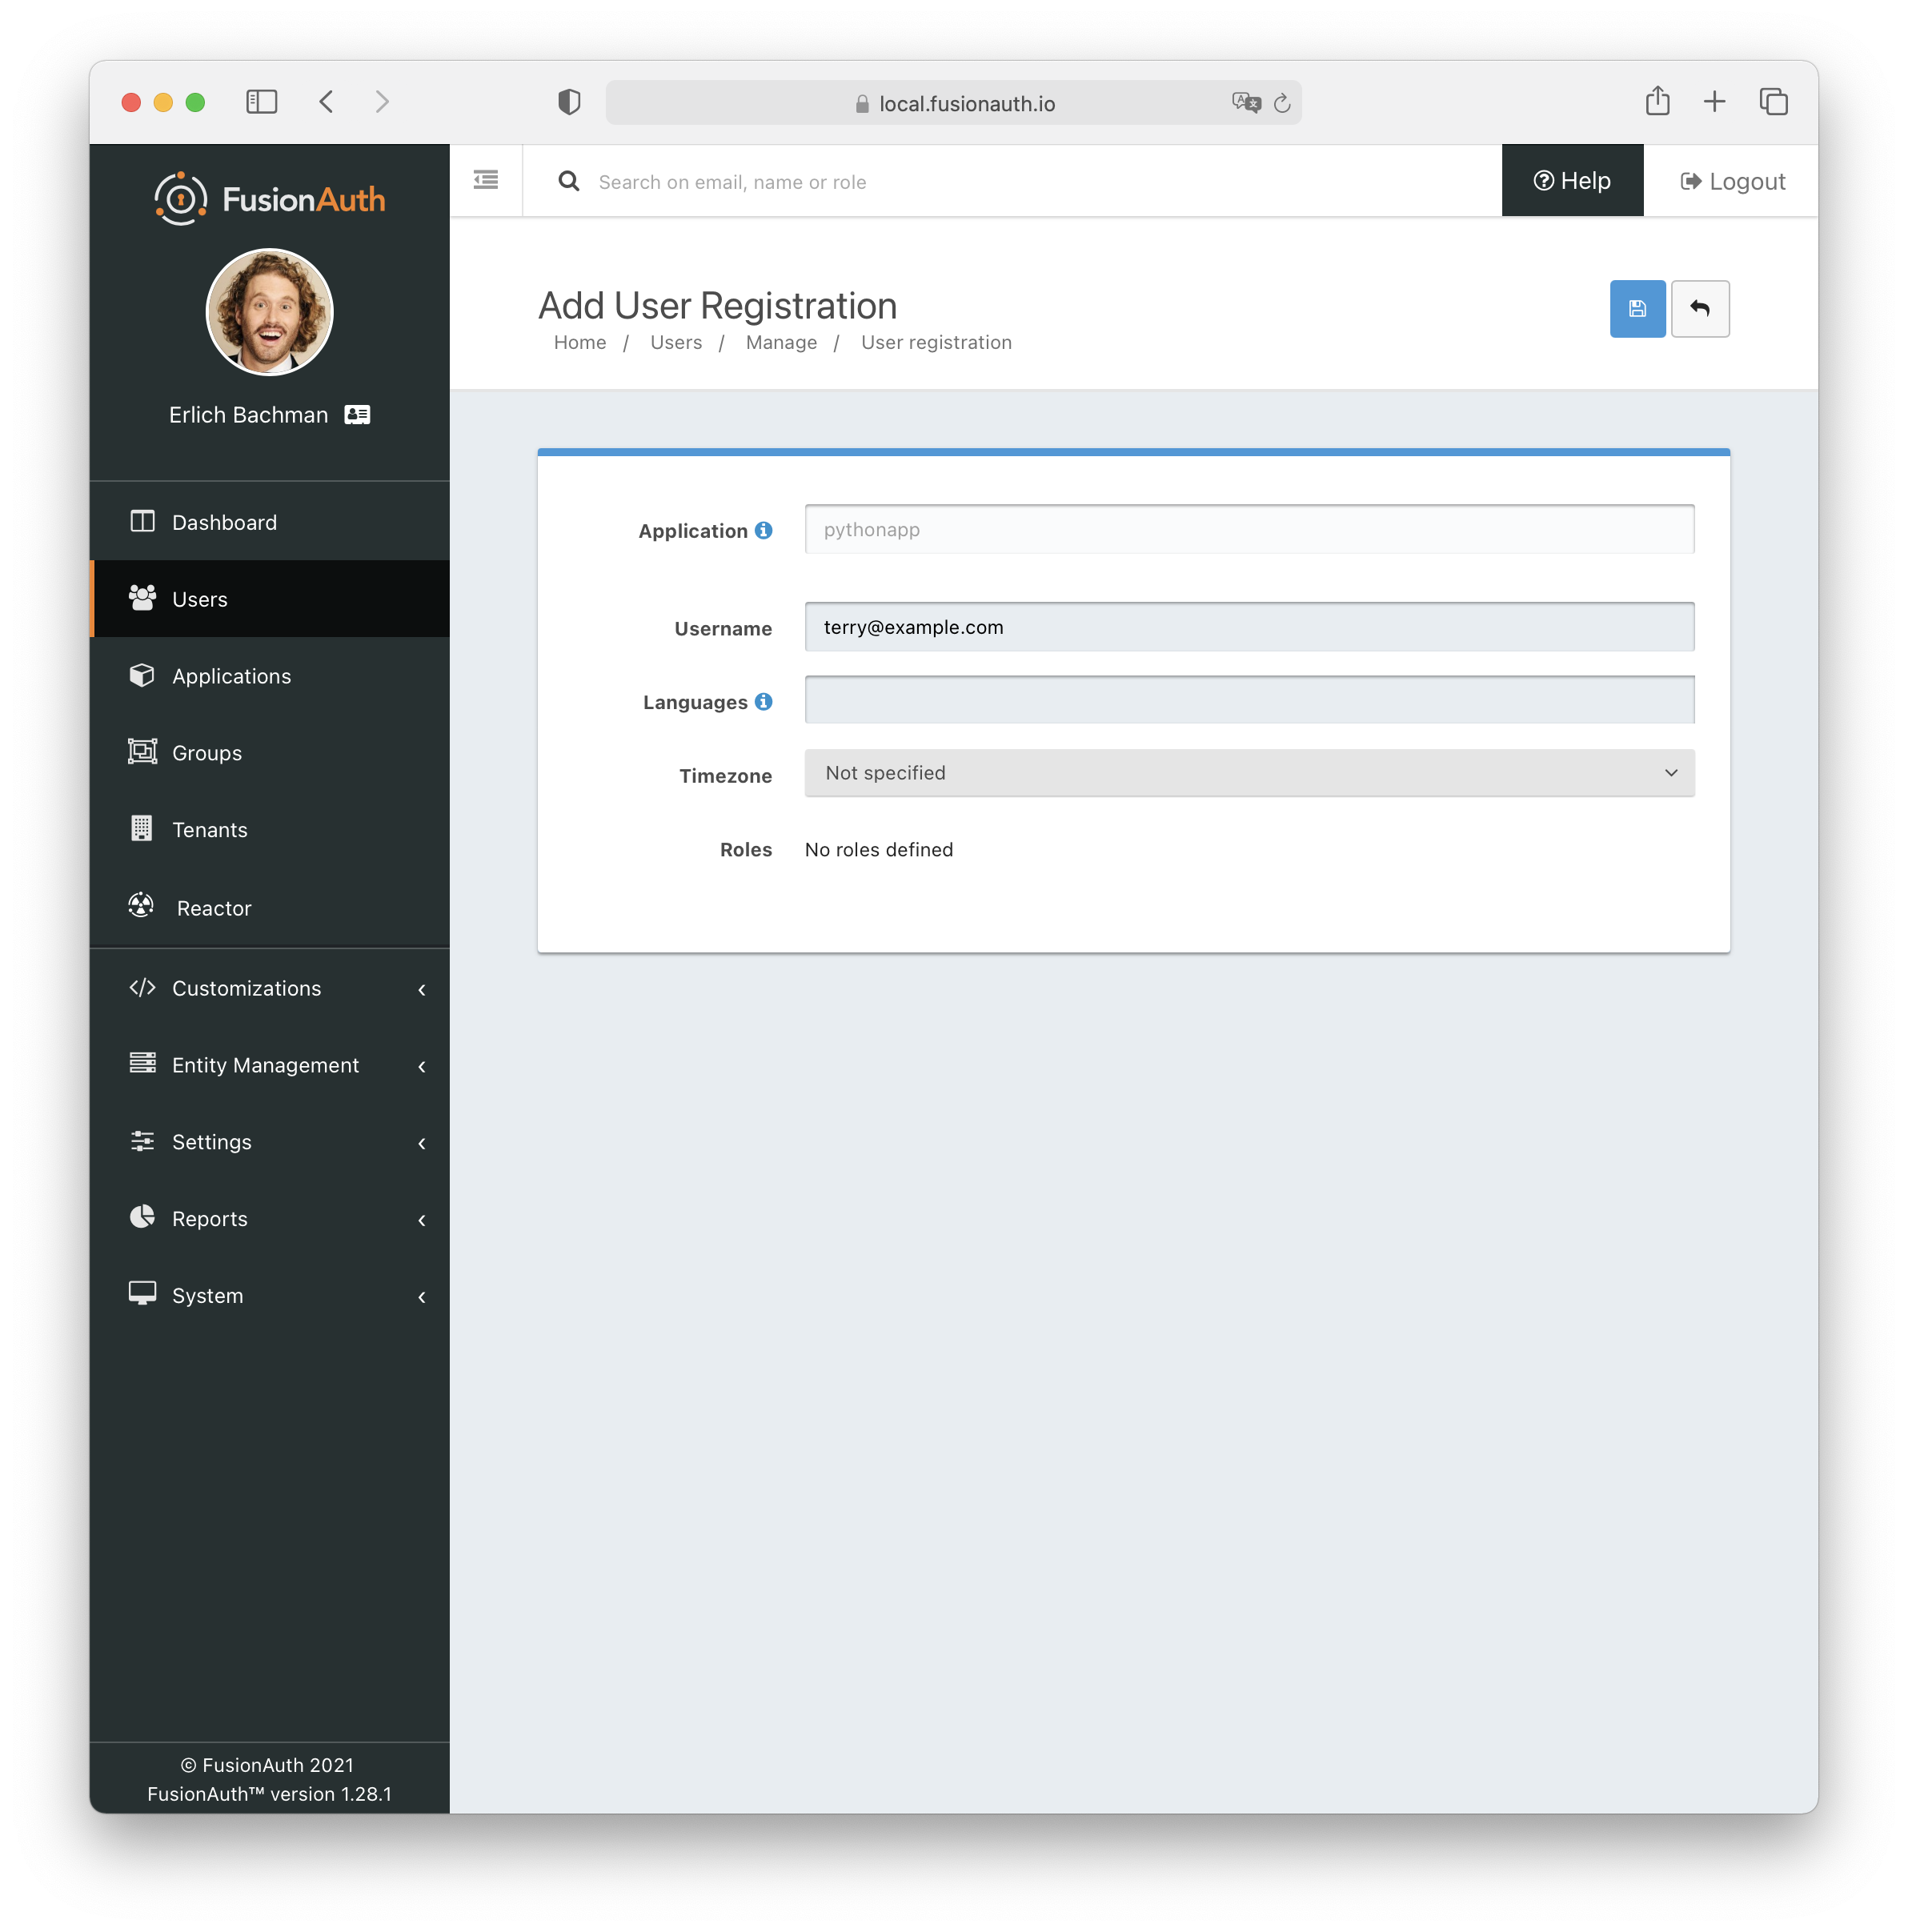 local.fusionauth.io
FusionAuth
Search on email, name or role
Help
Logout
Erlich Bachman
Add User Registration
Home / Users / Manage / User registration
Dashboard
Users
Applications
Groups
Tenants
Reactor
Customizations
Entity Management
Settings
Reports
System
Application
pythonapp
Username
terry@example.com
Languages
Timezone
Not specified
Roles
No roles defined
© FusionAuth 2021
FusionAuth™ version 1.28.1